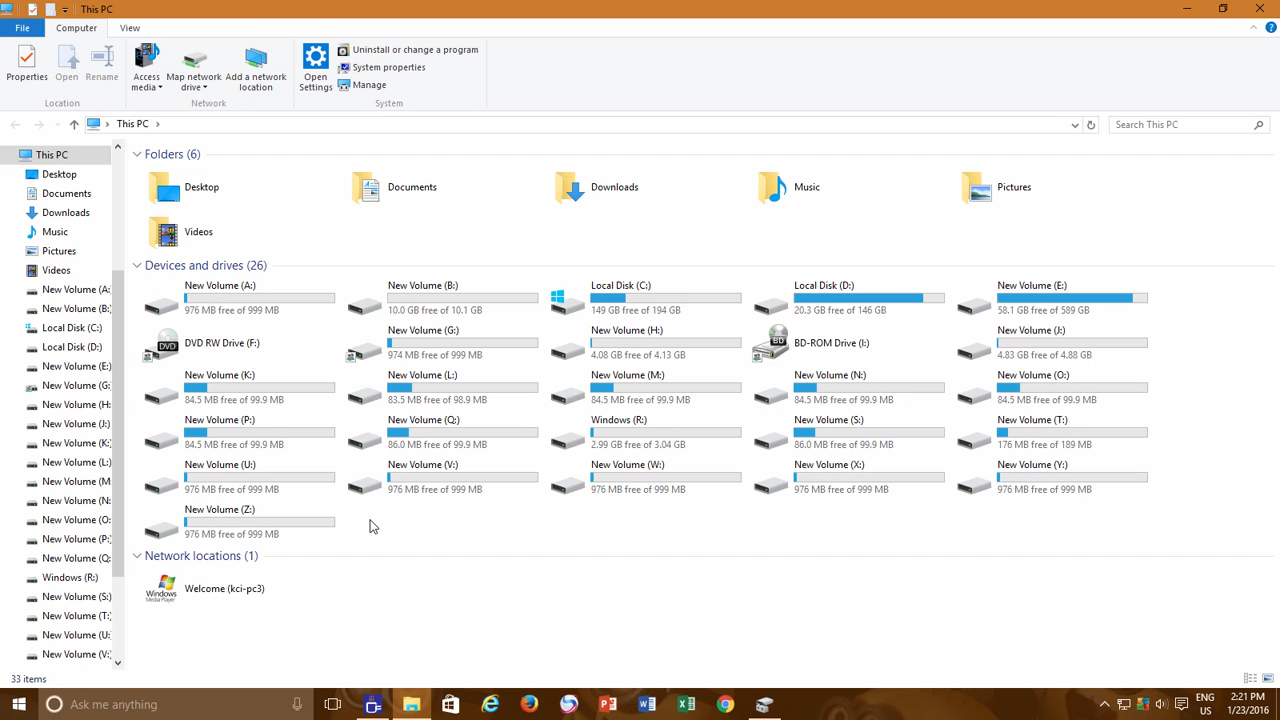 This PC
File Computer View
Properties Open Rename Access media Map network drive Add a network location Open Settings
Uninstall or change a program
System properties
Manage
Location Network System
This PC
Search This PC
This PC
Desktop
Documents
Downloads
Music
Pictures
Videos
New Volume (A:
New Volume (B:
Local Disk (C:)
Local Disk (D:)
New Volume (E:)
New Volume (G:
New Volume (H:
New Volume (J:)
New Volume (K:)
New Volume (L:)
New Volume (M
New Volume (N:
New Volume (O:
New Volume (P:)
New Volume (Q:
Windows (R:)
New Volume (S:)
New Volume (T:)
New Volume (U:
New Volume (V:)
Folders (6)
Desktop Documents Downloads Music Pictures
Videos
Devices and drives (26)
New Volume (A:) New Volume (B:) Local Disk (C:) Local Disk (D:) New Volume (E:)
976 MB free of 999 MB 10.0 GB free of 10.1 GB 149 GB free of 194 GB 20.3 GB free of 146 GB 58.1 GB free of 589 GB
DVD
BD
DVD RW Drive (F:) New Volume (G:) New Volume (H:) BD-ROM Drive (I:) New Volume (J:)
974 MB free of 999 MB 4.08 GB free of 4.13 GB 4.83 GB free of 4.88 GB
New Volume (K:) New Volume (L:) New Volume (M:) New Volume (N:) New Volume (O:)
84.5 MB free of 99.9 MB 83.5 MB free of 98.9 MB 84.5 MB free of 99.9 MB 84.5 MB free of 99.9 MB 84.5 MB free of 99.9 MB
New Volume (P:) New Volume (Q:) Windows (R:) New Volume (S:) New Volume (T:)
84.5 MB free of 99.9 MB 86.0 MB free of 99.9 MB 2.99 GB free of 3.04 GB 86.0 MB free of 99.9 MB 176 MB free of 189 MB
New Volume (U:) New Volume (V:) New Volume (W:) New Volume (X:) New Volume (Y:)
976 MB free of 999 MB 976 MB free of 999 MB 976 MB free of 999 MB 976 MB free of 999 MB 976 MB free of 999 MB
New Volume (Z:)
976 MB free of 999 MB
Network locations (1)
Windows
Media Player
Welcome (kci-pc3)
33 items
Ask me anything
ENG
US
2:21 PM
1/23/2016